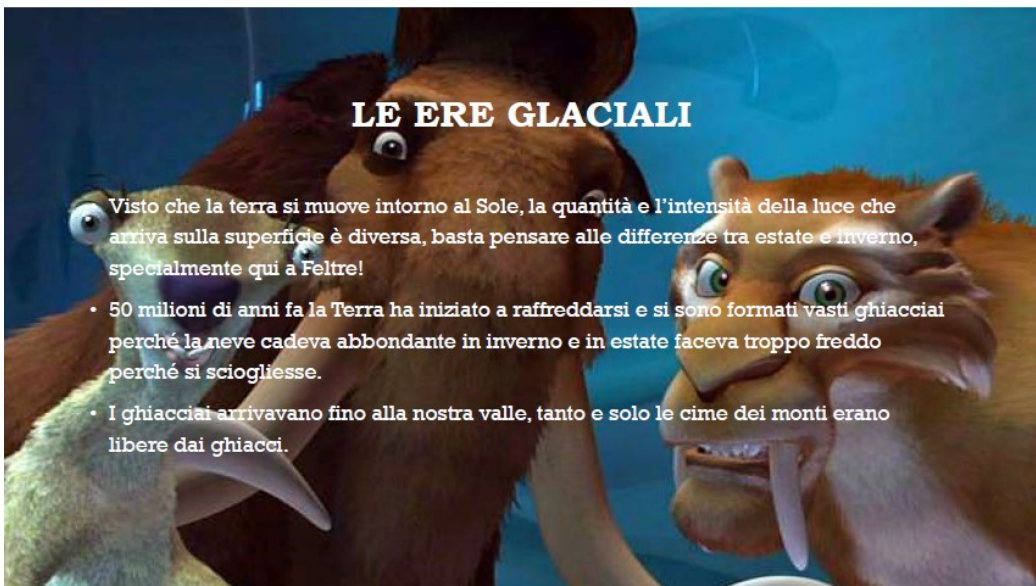 LE ERE GLACIALI
• Visto che la terra si muove intorno al Sole, la quantità e l'intensità della luce che
arriva sulla superficie è diversa, basta pensare alle differenze tra estate e inverno,
specialmente qui a Feltre!
• 50 milioni di anni fa la Terra ha iniziato a raffreddarsi e si sono formati vasti ghiacciai
perché la neve cadeva abbondante in inverno e in estate faceva troppo freddo
perché si sciogliesse.
• I ghiacciai arrivavano fino alla nostra valle, tanto e solo le cime dei monti erano
libere dai ghiacci.